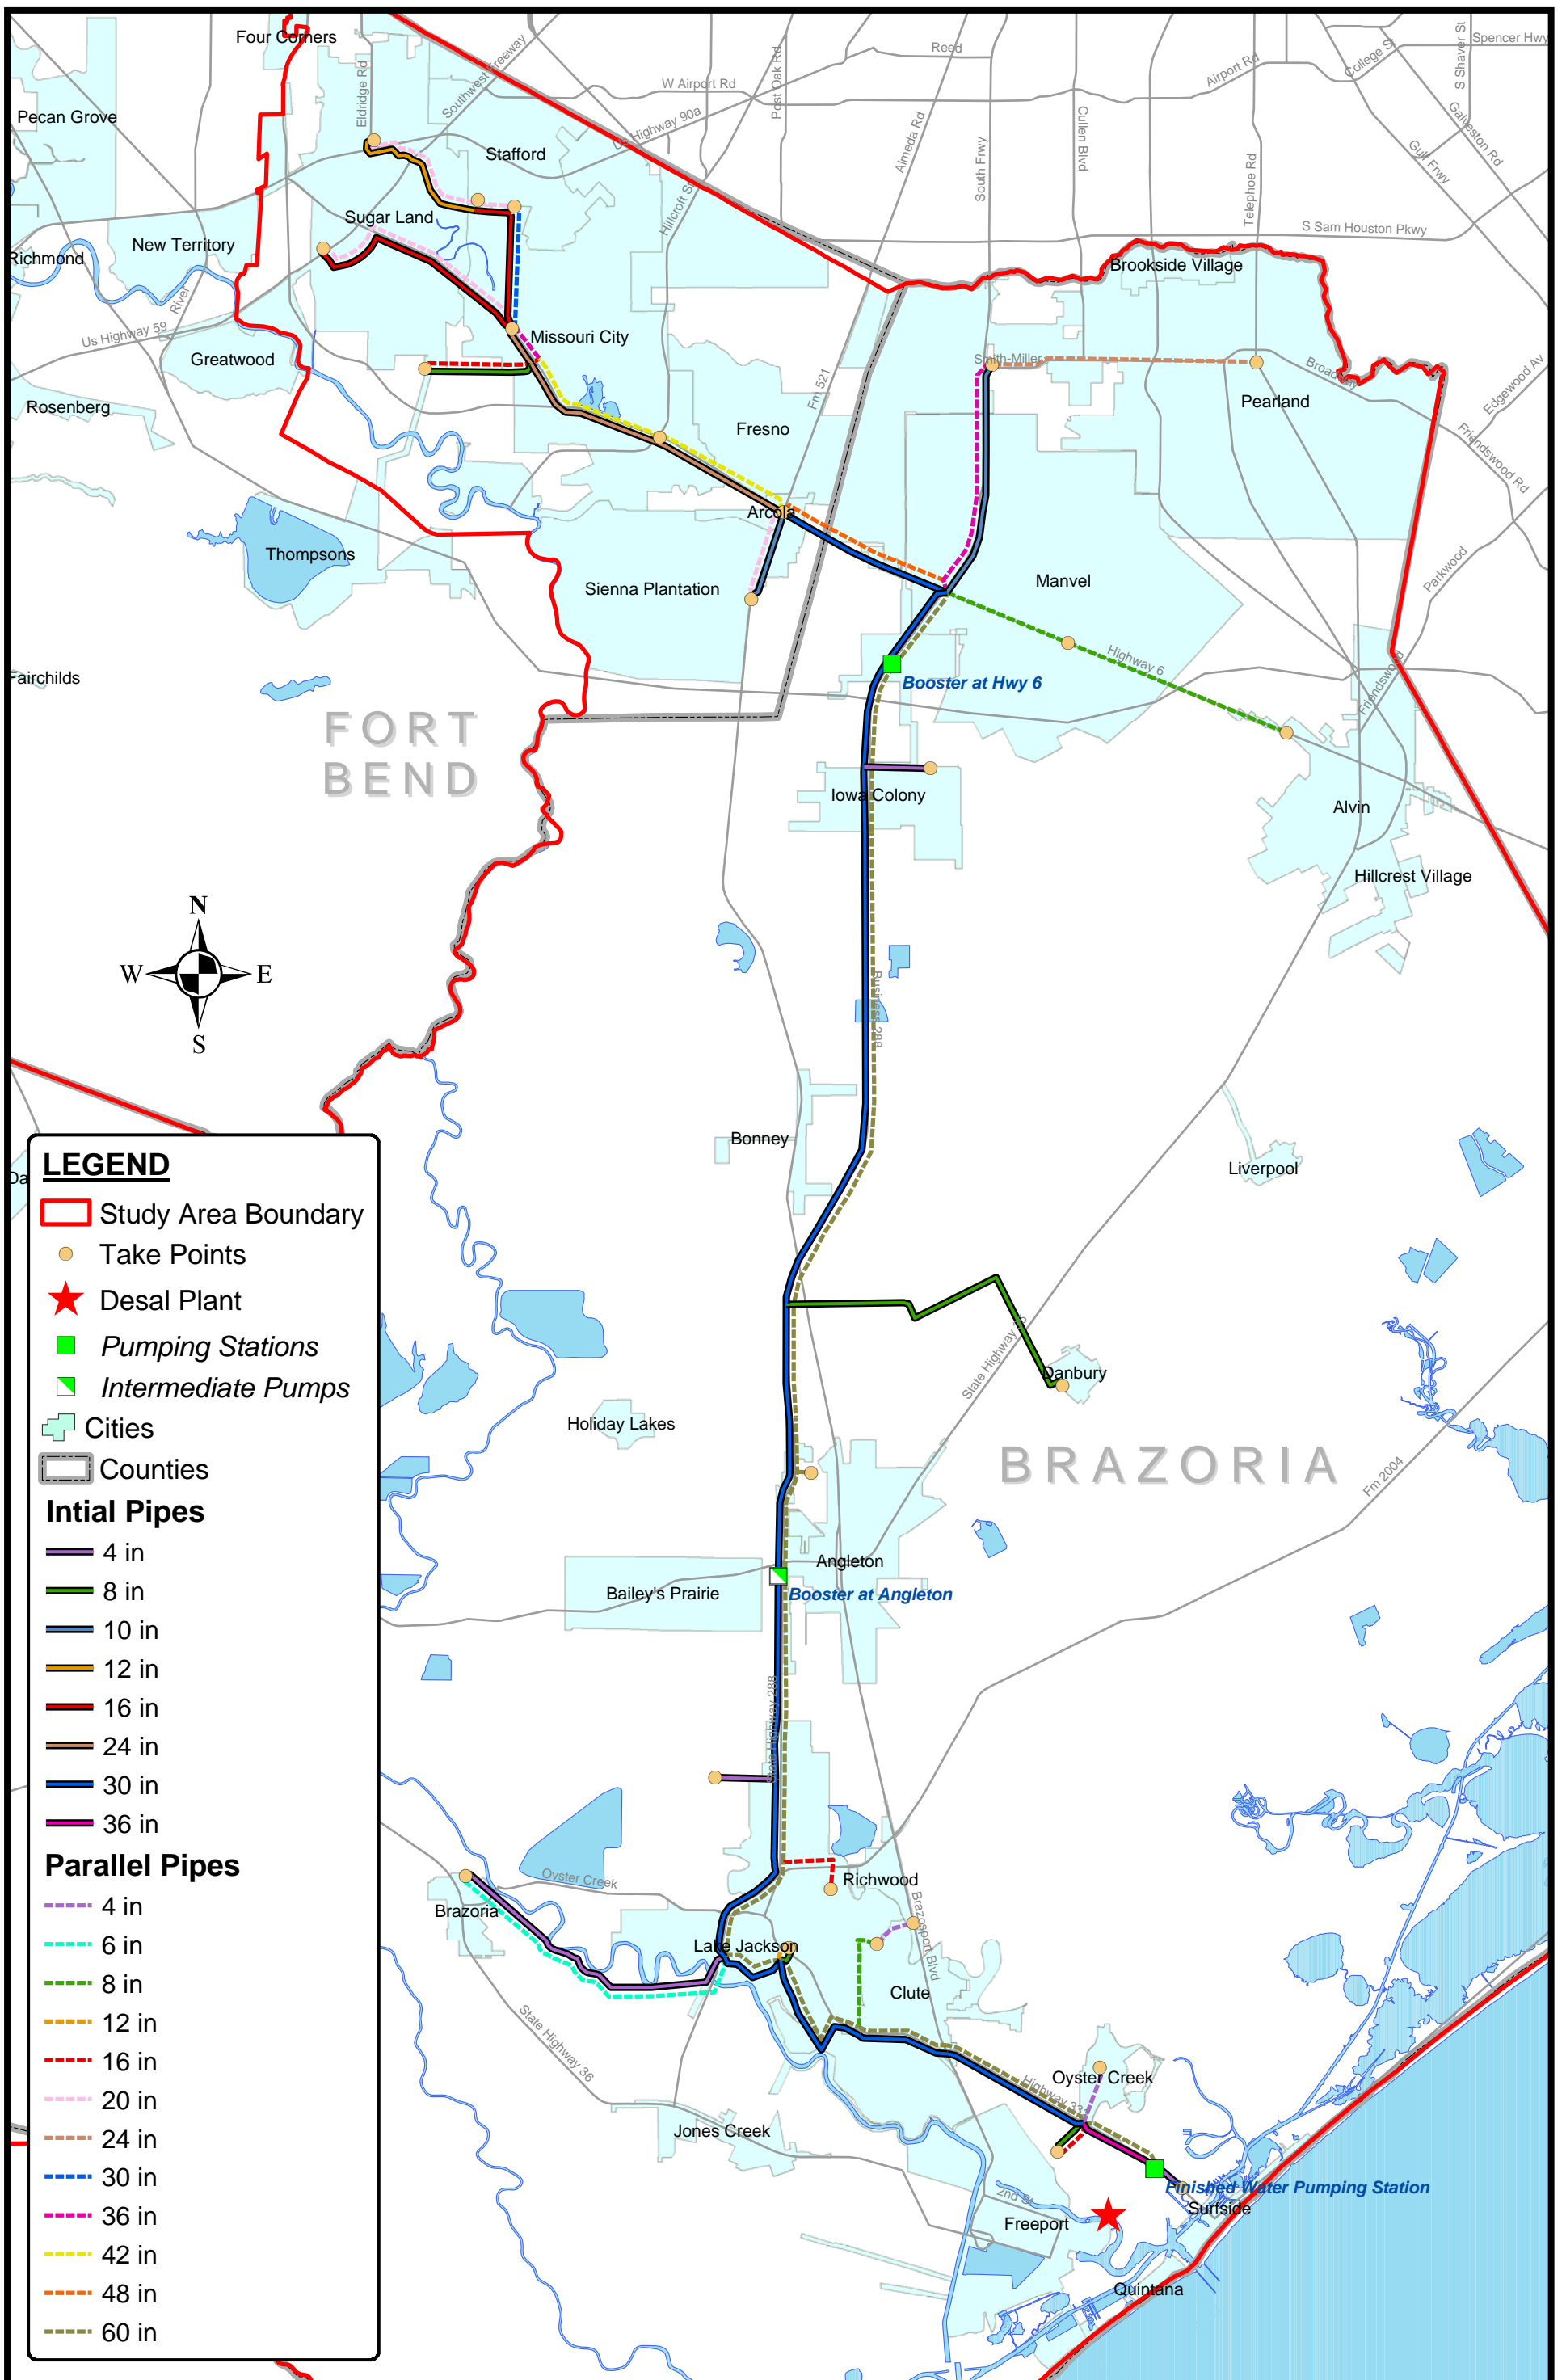 Four Corners
Eldridge Rd
Southwest Freeway
Post Oak Rd
Reed
W Airport Rd
Airport Rd
College St
S Shaver St
Spencer Hwy
Pecan Grove
Stafford
Us Highway 90a
Almeda Rd
South Frwy
Cullen Blvd
Telephoe Rd
Gulf Frwy
Galveston Rd
Hillcroft St
Sugar Land
S Sam Houston Pkwy
New Territory
Richmond
River
Brookside Village
Us Highway 59
Missouri City
Greatwood
Smith-Miller
Edgewood Av
Rosenberg
Fm 521
Pearland
Fresno
Friendswood Rd
Arcola
Thompsons
Manvel
Parkwood
Sienna Plantation
Highway 6
Fairchilds
Booster at Hwy 6
FORT
BEND
Iowa Colony
Alvin
Hillcrest Village
N
W
E
S
Business 288
Bonney
Liverpool
Da
LEGEND
Study Area Boundary
Take Points
Desal Plant
Pumping Stations
Intermediate Pumps
Cities
Counties
Intial Pipes
4 in
8 in
10 in
12 in
16 in
24 in
30 in
36 in
Parallel Pipes
4 in
6 in
8 in
12 in
16 in
20 in
24 in
30 in
36 in
42 in
48 in
60 in
Danbury
State Highway
Holiday Lakes
BRAZORIA
Fm 2004
Angleton
Bailey's Prairie
Booster at Angleton
State Highway 288
Oyster Creek
Richwood
Brazoria
Brazosport Blvd
Lake Jackson
Clute
State Highway 36
Oyster Creek
Highway 332
Jones Creek
Finished Water Pumping Station
2nd St
Surfside
Freeport
Quintana